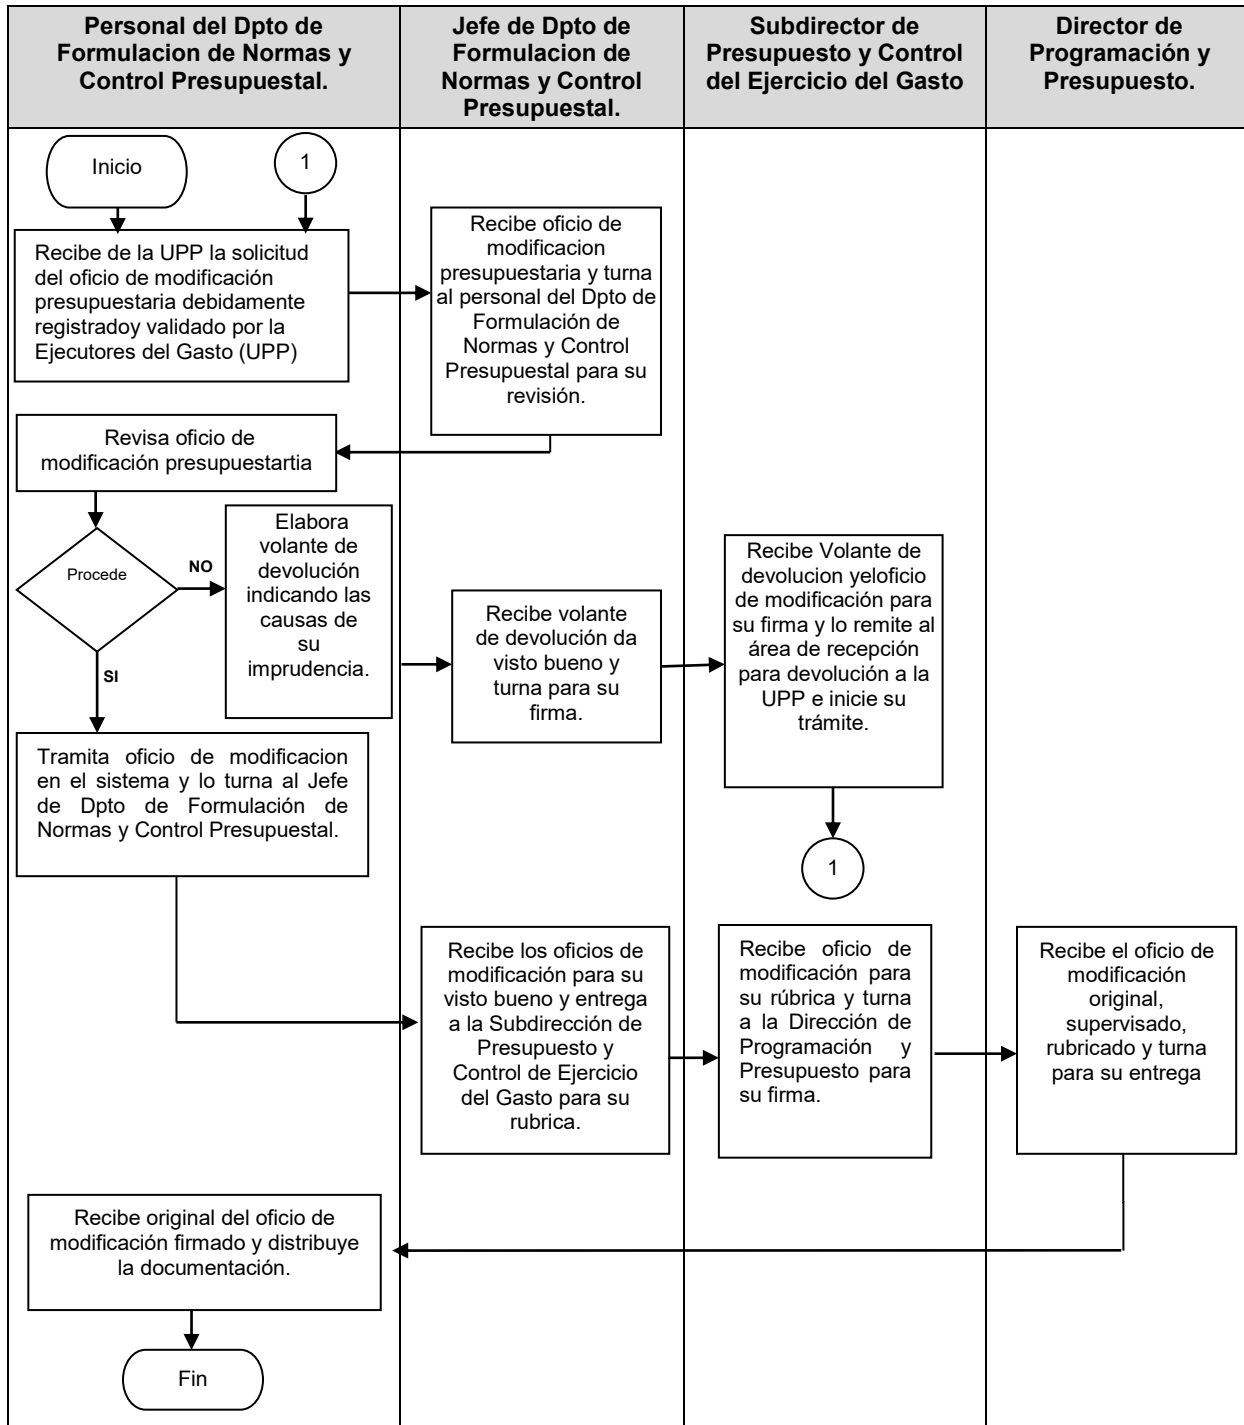 Personal del Dpto de
Formulacion de Normas y
Control Presupuestal.
Jefe de Dpto de
Formulacion de
Normas y Control
Presupuestal.
Subdirector de
Presupuesto y Control
del Ejercicio del Gasto
Director de
Programación y
Presupuesto.
Inicio
1
Recibe de la UPP la solicitud
del oficio de modificación
presupuestaria debidamente
registradoy validado por la
Ejecutores del Gasto (UPP)
Recibe oficio de
modificacion
presupuestaria y turna
al personal del Dpto de
Formulación de
Normas y Control
Presupuestal para su
revisión.
Revisa oficio de
modificación presupuestartia
Procede
NO
SI
Elabora
volante de
devolución
indicando las
causas de
su
imprudencia.
Recibe volante
de devolución da
visto bueno y
turna para su
firma.
Recibe Volante de
devolucion yeloficio
de modificación para
su firma y lo remite al
área de recepción
para devolución a la
UPP e inicie su
trámite.
1
Tramita oficio de modificacion
en el sistema y lo turna al Jefe
de Dpto de Formulación de
Normas y Control Presupuestal.
Recibe los oficios de
modificación para su
visto bueno y entrega
a la Subdirección de
Presupuesto y
Control de Ejercicio
del Gasto para su
rubrica.
Recibe oficio de
modificación para
su rúbrica y turna
a la Dirección de
Programación y
Presupuesto para
su firma.
Recibe el oficio de
modificación
original,
supervisado,
rubricado y turna
para su entrega
Recibe original del oficio de
modificación firmado y distribuye
la documentación.
Fin